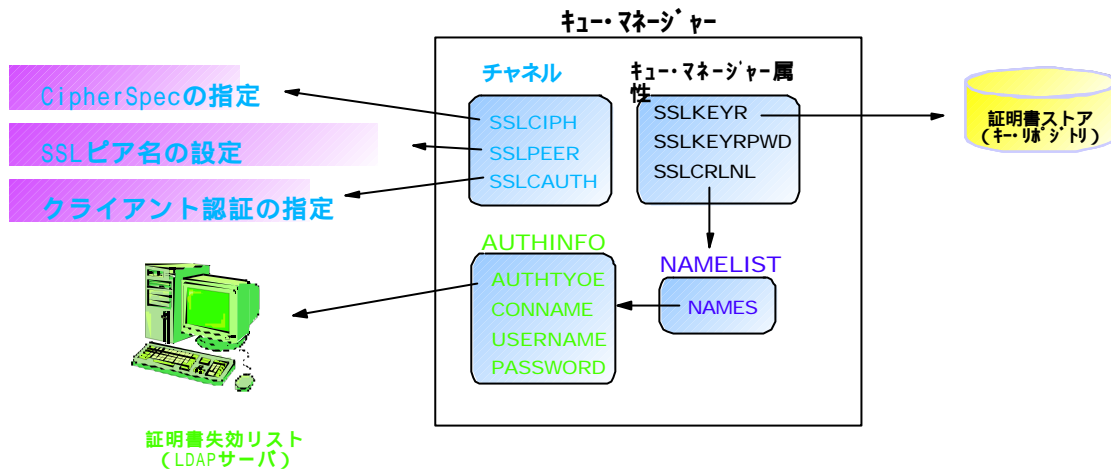 ｷｭｰ・ﾏﾈｰｼﾞｬｰ
CipherSpecの指定
SSLピア名の設定
クライアント認証の指定
チャネル
SSLCIPH
SSLPEER
SSLCAUTH
ｷｭｰ・ﾏﾈｰｼﾞｬｰ属
性
SSLKEYR
SSLKEYRPWD
SSLCRLNL
証明書ストア
（ｷｰ・ﾘﾎﾟｼﾞﾄﾘ）
AUTHINFO
AUTHTYOE
CONNAME
USERNAME
PASSWORD
NAMELIST
NAMES
証明書失効リスト
（LDAPサーバ）